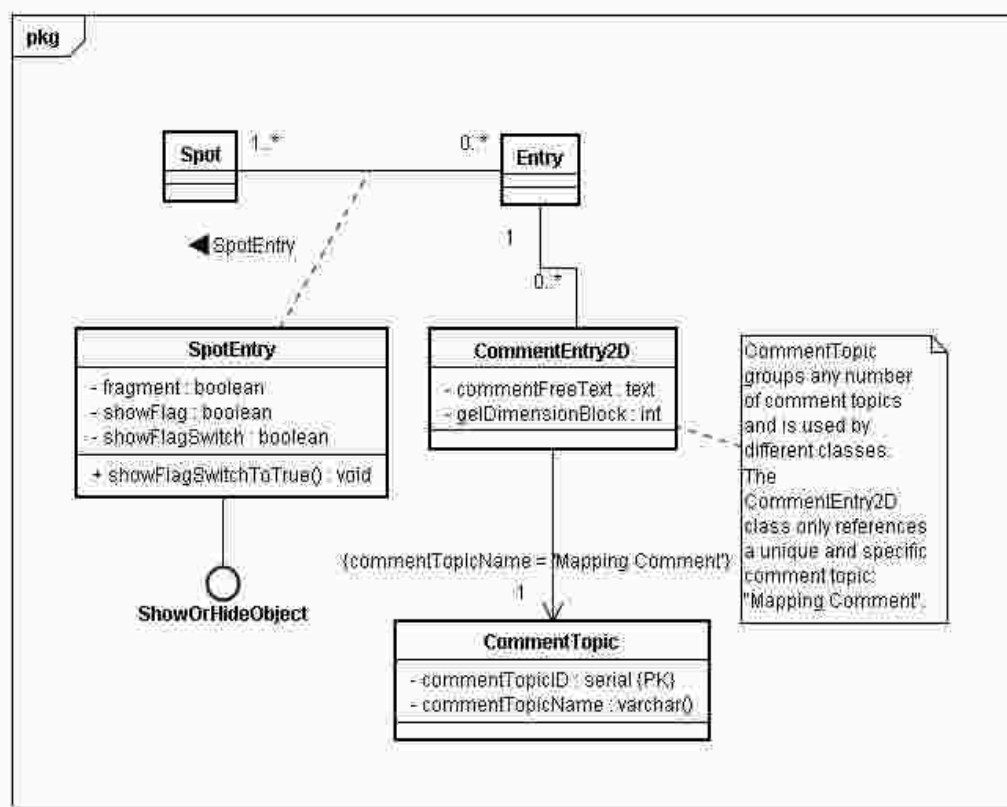 pkg
Spot
1..*
0..*
Entry
SpotEntry
1
0..*
SpotEntry
- fragment : boolean
- showFlag : boolean
- showFlagSwitch : boolean
+ showFlagSwitchToTrue() : void
ShowOrHideObject
CommentEntry2D
- commentFreeText : text
- gelDimensionBlock : int
CommentTopic
groups any number
of comment topics
and is used by
different classes.
The
CommentEntry2D
class only references
a unique and specific
comment topic:
"Mapping Comment".
{commentTopicName = 'Mapping Comment'}
1
CommentTopic
- commentTopicID : serial {PK}
- commentTopicName : varchar()